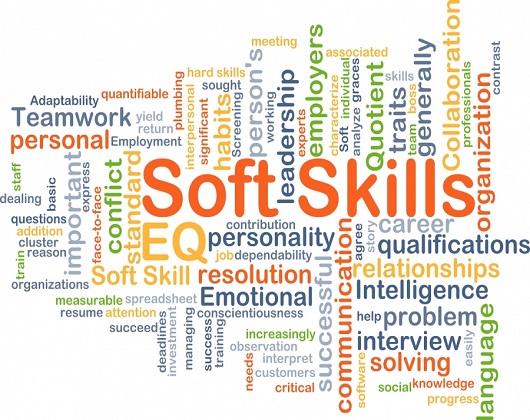 meeting
associated
employers
generally
Collaboration
contrast
quantifiable
plumbing
hard skills
sought
person's
leadership
characterize
individual
graces
Quotient
skills
professionals
Adaptability
Teamwork
yield
return
interpersonal
significant
habits
Screening
working
experts
Soft
analyze
traits
team
boss
organization
personal
Employment
staff
dealing
basic
important
express
face-to-face
conflict
standard
Soft Skills
questions
addition
cluster
reason
train
organizations
EQ
contribution
personality
job
dependability
agree
story
career
qualifications
Soft Skill
resolution
successful
communication
relationships
measurable
spreadsheet
Emotional
Intelligence
resume
attention
conscientiousness
help
problem
succeed
deadlines
investment
managing
success
training
increasingly
observation
interpret
interview
easily
language
needs
customers
critical
software
solving
social
knowledge
progress